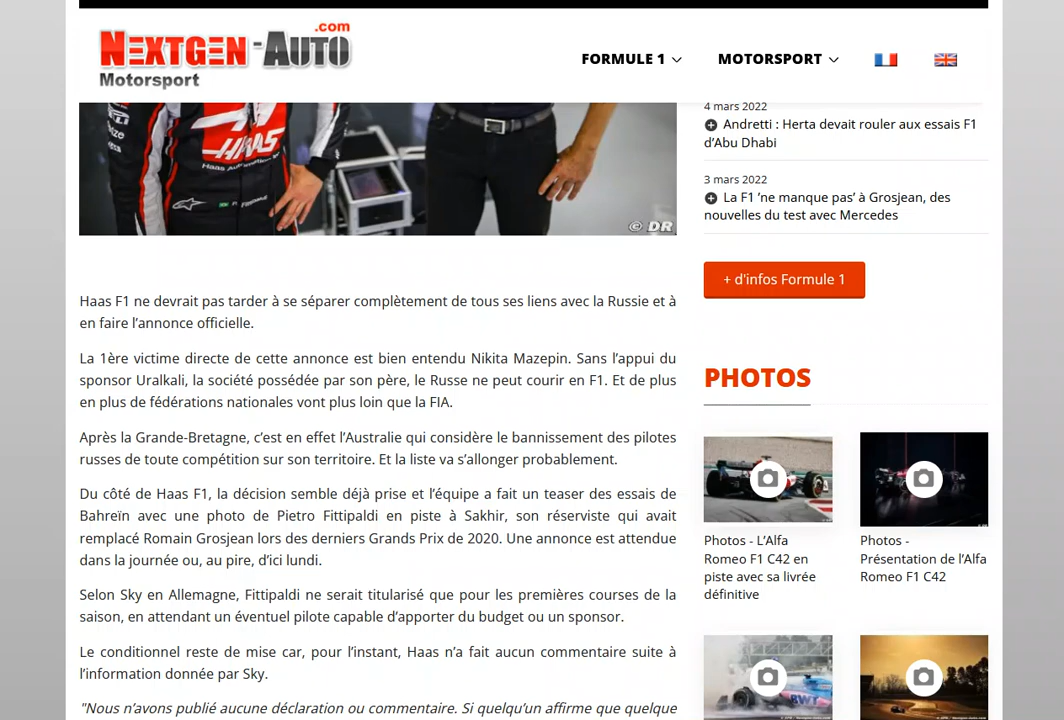 NEXTGEN-AUTO
.com
Motorsport
FORMULE 1
MOTORSPORT
HAAS
© DR
4 mars 2022
Andretti : Herta devait rouler aux essais F1
d’Abu Dhabi
3 mars 2022
La F1 ’ne manque pas’ à Grosjean, des
nouvelles du test avec Mercedes
+ d'infos Formule 1
Haas F1 ne devrait pas tarder à se séparer complètement de tous ses liens avec la Russie et à
en faire l’annonce officielle.
La 1ère victime directe de cette annonce est bien entendu Nikita Mazepin. Sans l’appui du
sponsor Uralkali, la société possédée par son père, le Russe ne peut courir en F1. Et de plus
en plus de fédérations nationales vont plus loin que la FIA.
Après la Grande-Bretagne, c’est en effet l’Australie qui considère le bannissement des pilotes
russes de toute compétition sur son territoire. Et la liste va s’allonger probablement.
Du côté de Haas F1, la décision semble déjà prise et l’équipe a fait un teaser des essais de
Bahreïn avec une photo de Pietro Fittipaldi en piste à Sakhir, son réserviste qui avait
remplacé Romain Grosjean lors des derniers Grands Prix de 2020. Une annonce est attendue
dans la journée ou, au pire, d’ici lundi.
Selon Sky en Allemagne, Fittipaldi ne serait titularisé que pour les premières courses de la
saison, en attendant un éventuel pilote capable d’apporter du budget ou un sponsor.
Le conditionnel reste de mise car, pour l’instant, Haas n’a fait aucun commentaire suite à
l’information donnée par Sky.
"Nous n’avons publié aucune déclaration ou commentaire. Si quelqu’un affirme que quelque
PHOTOS
Photos - L’Alfa
Romeo F1 C42 en
piste avec sa livrée
définitive
Photos -
Présentation de l’Alfa
Romeo F1 C42
BWT